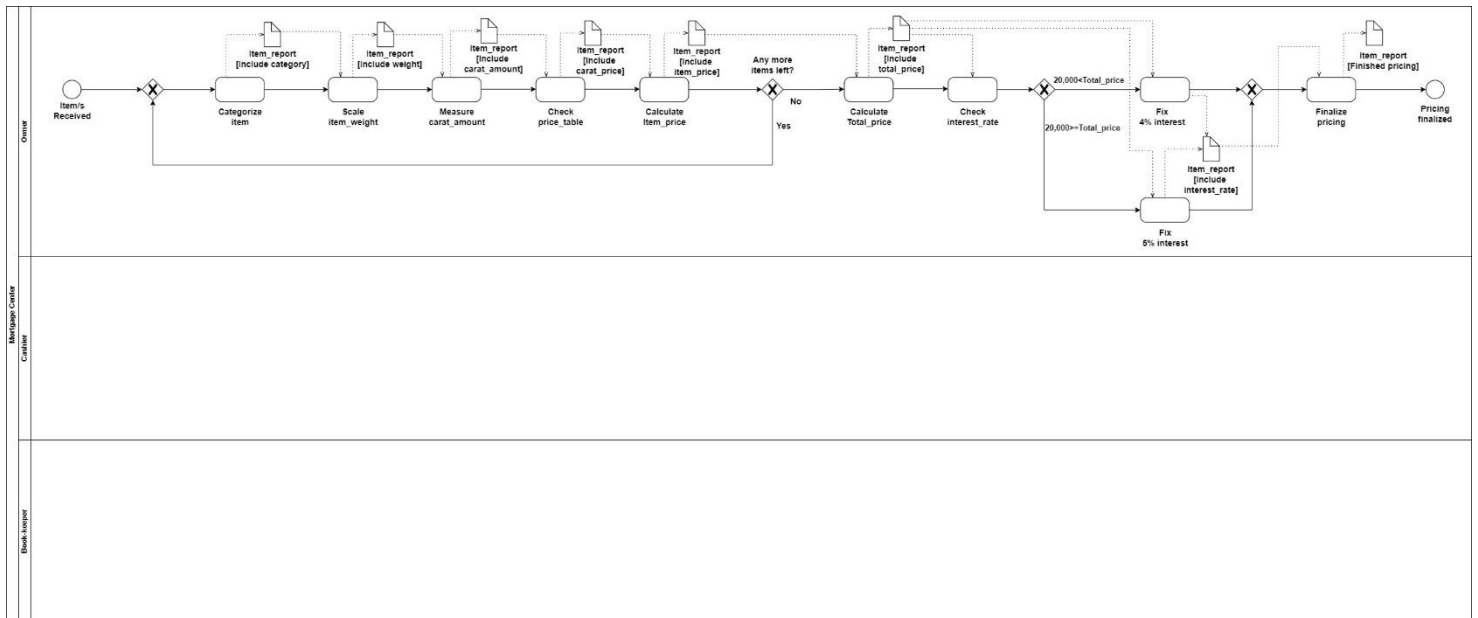 Mortgage Center
Owner
Cashier
Book-keeper
Item/s
Received
Categorize
item
Item_report
[Include category]
Scale
item_weight
Item_report
[Include weight]
Measure
carat_amount
Item_report
[Include
carat_amount]
Check
price_table
Item_report
[Include
carat_price]
Calculate
Item_price
Item_report
[Include
item_price]
Any more
items left?
No
Yes
Calculate
Total_price
Item_report
[Include
total_price]
Check
interest_rate
20,000<Total_price
20,000>=Total_price
Fix
4% interest
Item_report
[Include
interest_rate]
Fix
5% interest
Finalize
pricing
Item_report
[Finished pricing]
Pricing
finalized